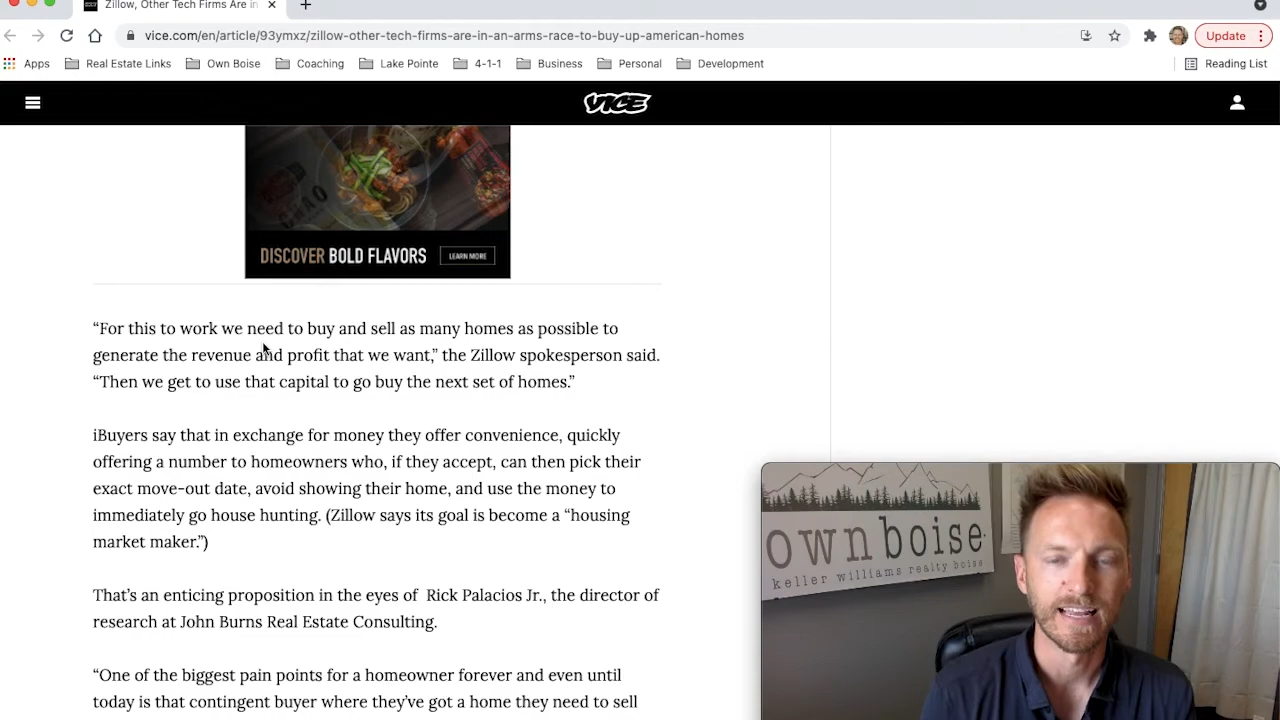 Zillow, Other Tech Firms Are in
vice.com/en/article/93ymxz/zillow-other-tech-firms-are-in-an-arms-race-to-buy-up-american-homes
Update
Apps
Real Estate Links
Own Boise
Coaching
Lake Pointe
4-1-1
Business
Personal
Development
Reading List
VICE
DISCOVER BOLD FLAVORS
LEARN MORE
“For this to work we need to buy and sell as many homes as possible to
generate the revenue and profit that we want,” the Zillow spokesperson said.
“Then we get to use that capital to go buy the next set of homes.”
iBuyers say that in exchange for money they offer convenience, quickly
offering a number to homeowners who, if they accept, can then pick their
exact move-out date, avoid showing their home, and use the money to
immediately go house hunting. (Zillow says its goal is become a “housing
market maker.”)
That’s an enticing proposition in the eyes of  Rick Palacios Jr., the director of
research at John Burns Real Estate Consulting.
“One of the biggest pain points for a homeowner forever and even until
today is that contingent buyer where they’ve got a home they need to sell
ownboise
keller williams realty boise